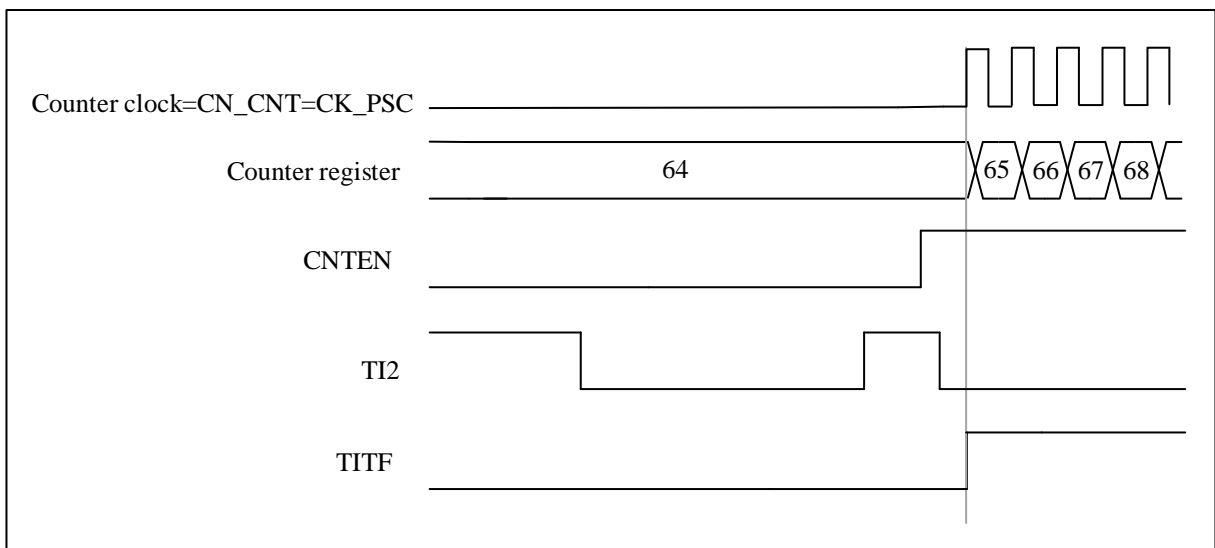 Counter clock=CN_CNT=CK_PSC
Counter register
64
65
66
67
68
CNTEN
TI2
TITF